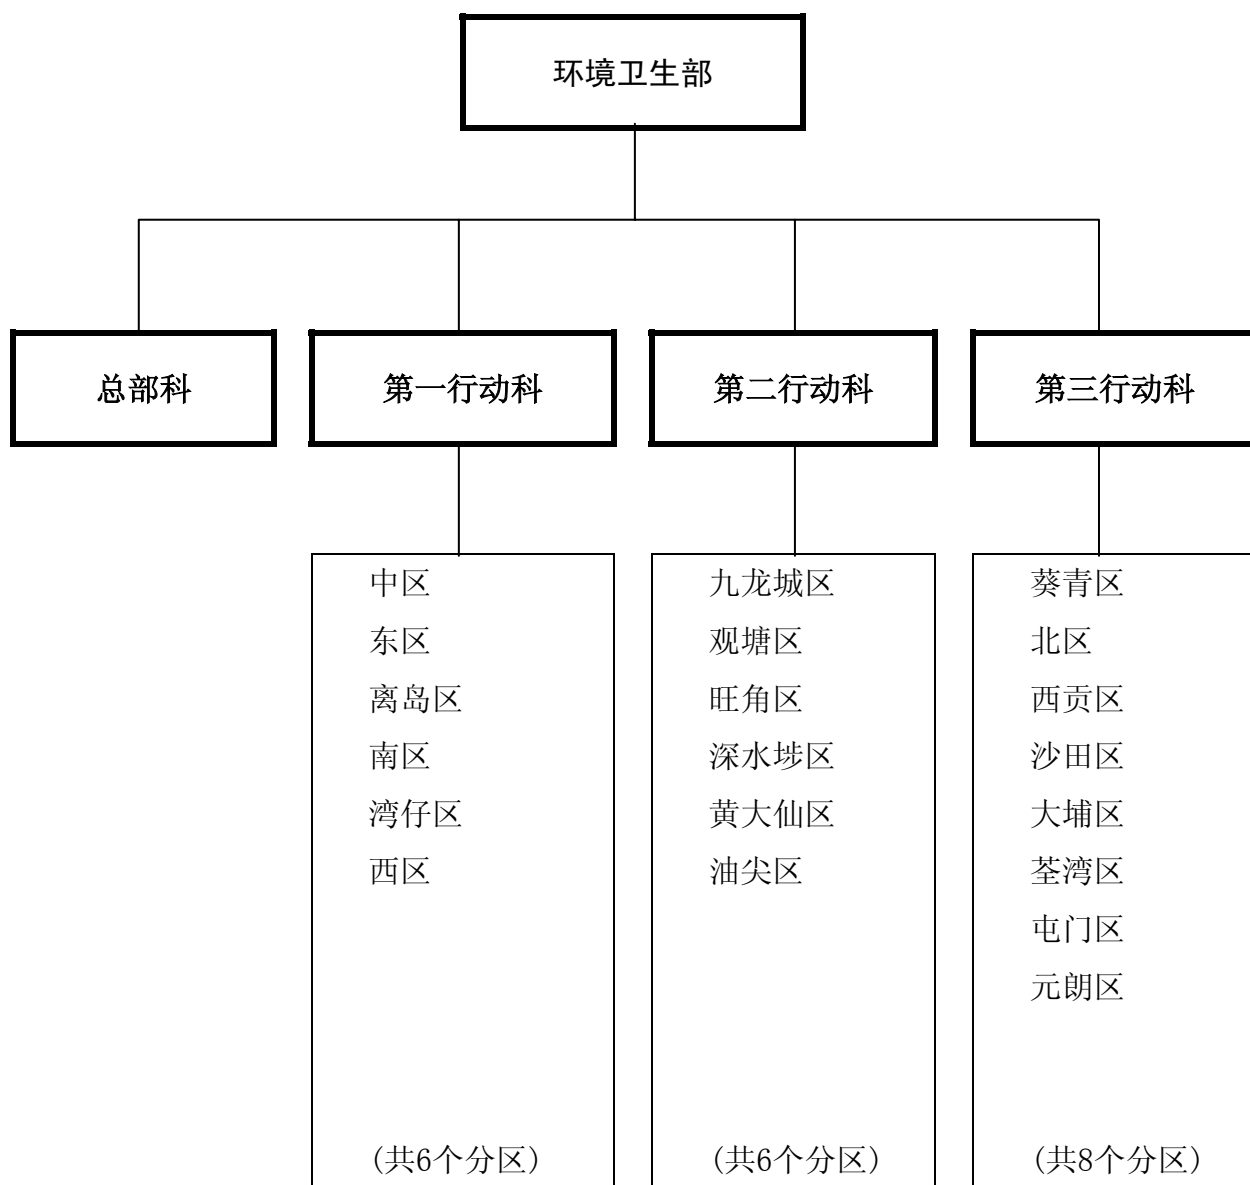 环境卫生部
总部科
第一行动科
第二行动科
第三行动科
中区
东区
离岛区
南区
湾仔区
西区
(共6个分区)
九龙城区
观塘区
旺角区
深水埗区
黄大仙区
油尖区
(共6个分区)
葵青区
北区
西贡区
沙田区
大埔区
荃湾区
屯门区
元朗区
(共8个分区)